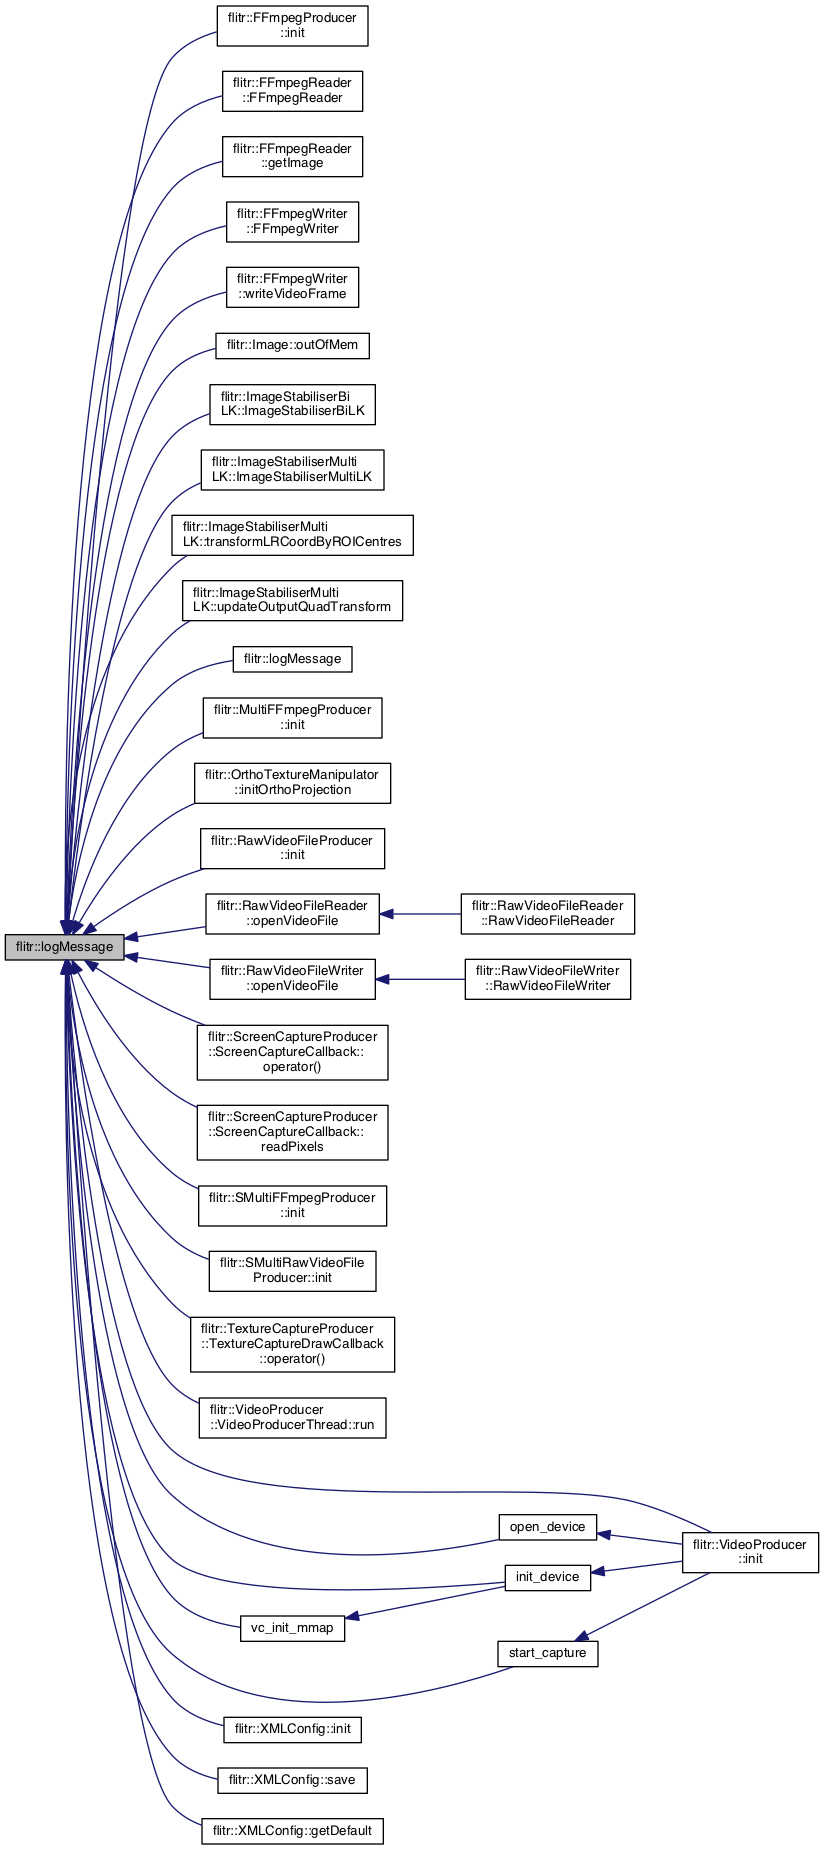 flitr::FFmpegProducer
::init
flitr::FFmpegReader
::FFmpegReader
flitr::FFmpegReader
::getImage
flitr::FFmpegWriter
::FFmpegWriter
flitr::FFmpegWriter
::writeVideoFrame
flitr::Image::outOfMem
flitr::ImageStabiliserBi
LK::ImageStabiliserBiLK
flitr::ImageStabiliserMulti
LK::ImageStabiliserMultiLK
flitr::ImageStabiliserMulti
LK::transformLRCoordByROICentres
flitr::ImageStabiliserMulti
LK::updateOutputQuadTransform
flitr::logMessage
flitr::MultiFFmpegProducer
::init
flitr::OrthoTextureManipulator
::initOrthoProjection
flitr::RawVideoFileProducer
::init
flitr::RawVideoFileReader
::openVideoFile
flitr::RawVideoFileReader
::RawVideoFileReader
flitr::logMessage
flitr::RawVideoFileWriter
::openVideoFile
flitr::RawVideoFileWriter
::RawVideoFileWriter
flitr::ScreenCaptureProducer
::ScreenCaptureCallback::
operator()
flitr::ScreenCaptureProducer
::ScreenCaptureCallback::
readPixels
flitr::SMultiFFmpegProducer
::init
flitr::SMultiRawVideoFile
Producer::init
flitr::TextureCaptureProducer
::TextureCaptureDrawCallback
::operator()
flitr::VideoProducer
::VideoProducerThread::run
open_device
flitr::VideoProducer
::init
init_device
vc_init_mmap
start_capture
flitr::XMLConfig::init
flitr::XMLConfig::save
flitr::XMLConfig::getDefault